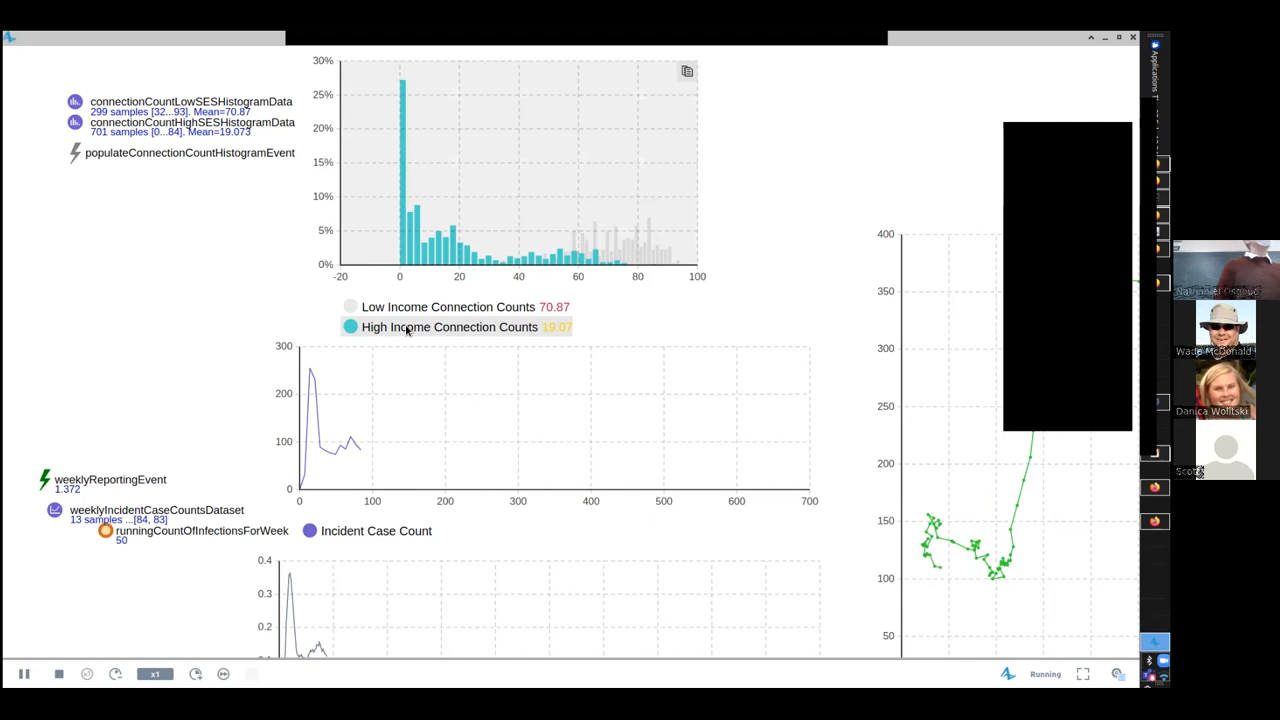 connectionCountLowSESHistogramData
299 samples [32...93]. Mean=70.87
connectionCountHighSESHistogramData
701 samples [0...84]. Mean=19.073
populateConnectionCountHistogramEvent
30%
25%
20%
15%
10%
5%
0%
-20 0 20 40 60 80 100
Low Income Connection Counts 70.87
High Income Connection Counts 19.07
300
200
100
0
0 100 200 300 400 500 600 700
weeklyReportingEvent
1.372
weeklyIncidentCaseCountsDataset
13 samples ...[84, 83]
runningCountOfInfectionsForWeek
50
Incident Case Count
0.4
0.3
0.2
400
350
300
250
200
150
100
50
x1
Running
Applications
Nathaniel Osgood
Wade McDonald
Danica Wolitski
Scott